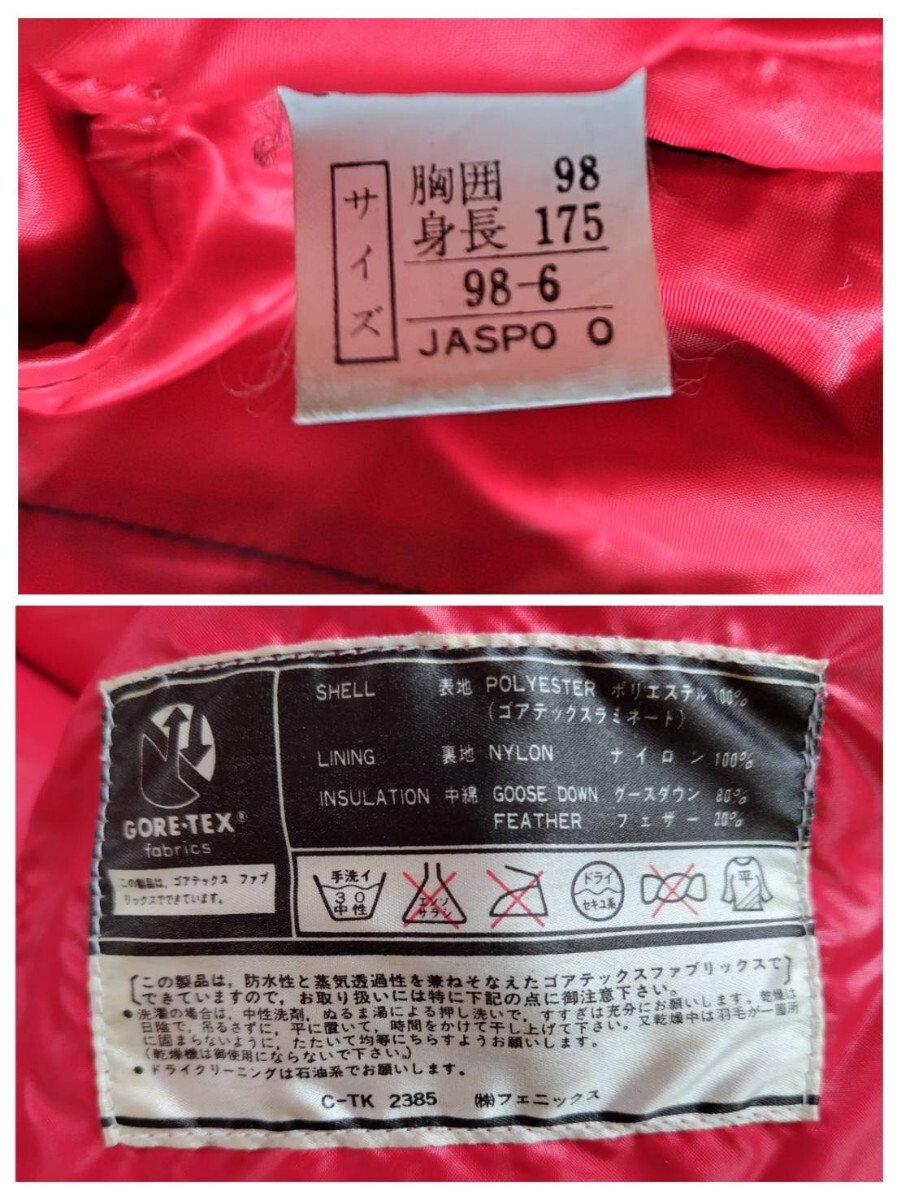 サイズ
胸囲 98
身長 175
98-6
JASPO O
GORE-TEX®
fabrics
この製品は、ゴアテックス ファブ
リックスでできています。
SHELL 表地 POLYESTER ポリエステル 100%
(ゴアテックスラミネート)
LINING 裏地 NYLON ナイロン 100%
INSULATION 中綿 GOOSE DOWN グースダウン 80%
FEATHER フェザー 20%
手洗イ
30
中性
エンソ
サラシ
ドライ
セキユ系
平
この製品は、防水性と蒸気透過性を兼ねそなえたゴアテックスファブリックスで
できていますので、お取り扱いには特に下記の点に御注意下さい。
●洗濯の場合は、中性洗剤、ぬるま湯による押し洗いで、すすぎは充分にお願いします。乾燥は
日陰で、吊るさずに、平に置いて、時間をかけて干し上げて下さい。又乾燥中は羽毛が一箇所
に固まらないように、たたいて均等にちらすようお願いします。
(乾燥機は御使用にならないで下さい。)
●ドライクリーニングは石油系でお願いします。
C-TK 2385 ㈱フェニックス